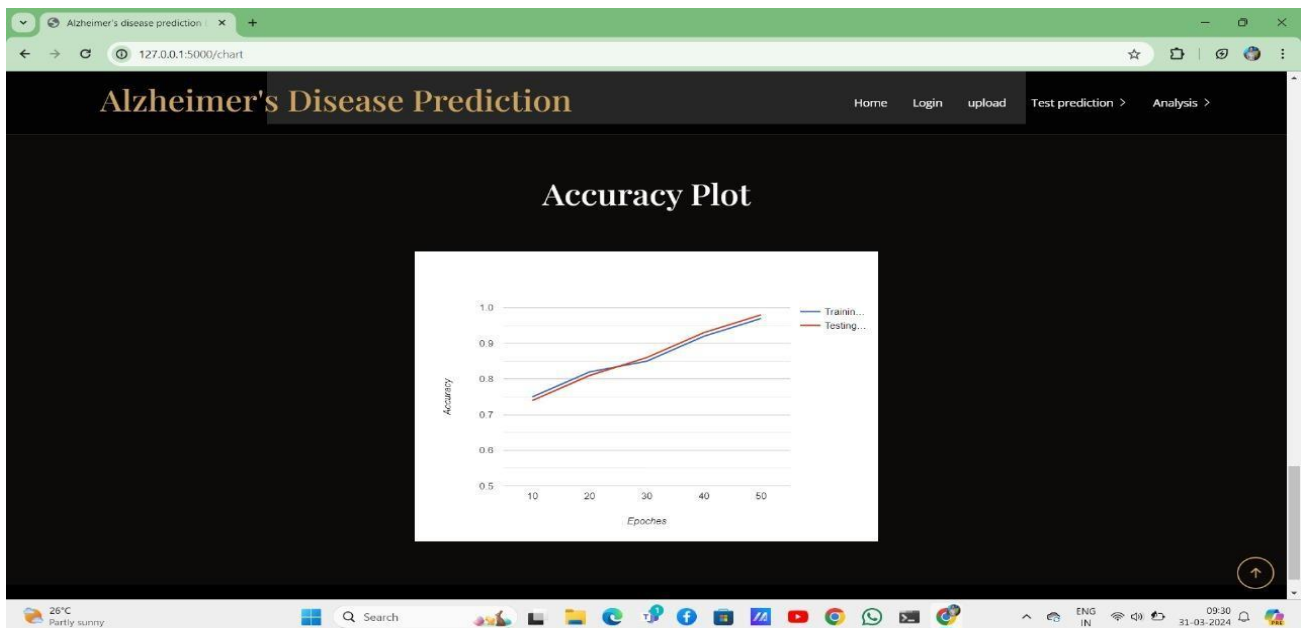 Alzheimer's disease prediction
127.0.0.1:5000/chart
Alzheimer's Disease Prediction
Home Login upload Test prediction > Analysis >
Accuracy Plot
1.0
0.9
0.8
0.7
0.6
0.5
Accuracy
10 20 30 40 50
Epoches
Trainin...
Testing...
26°C
Partly sunny
Search
ENG
IN
09:30
31-03-2024